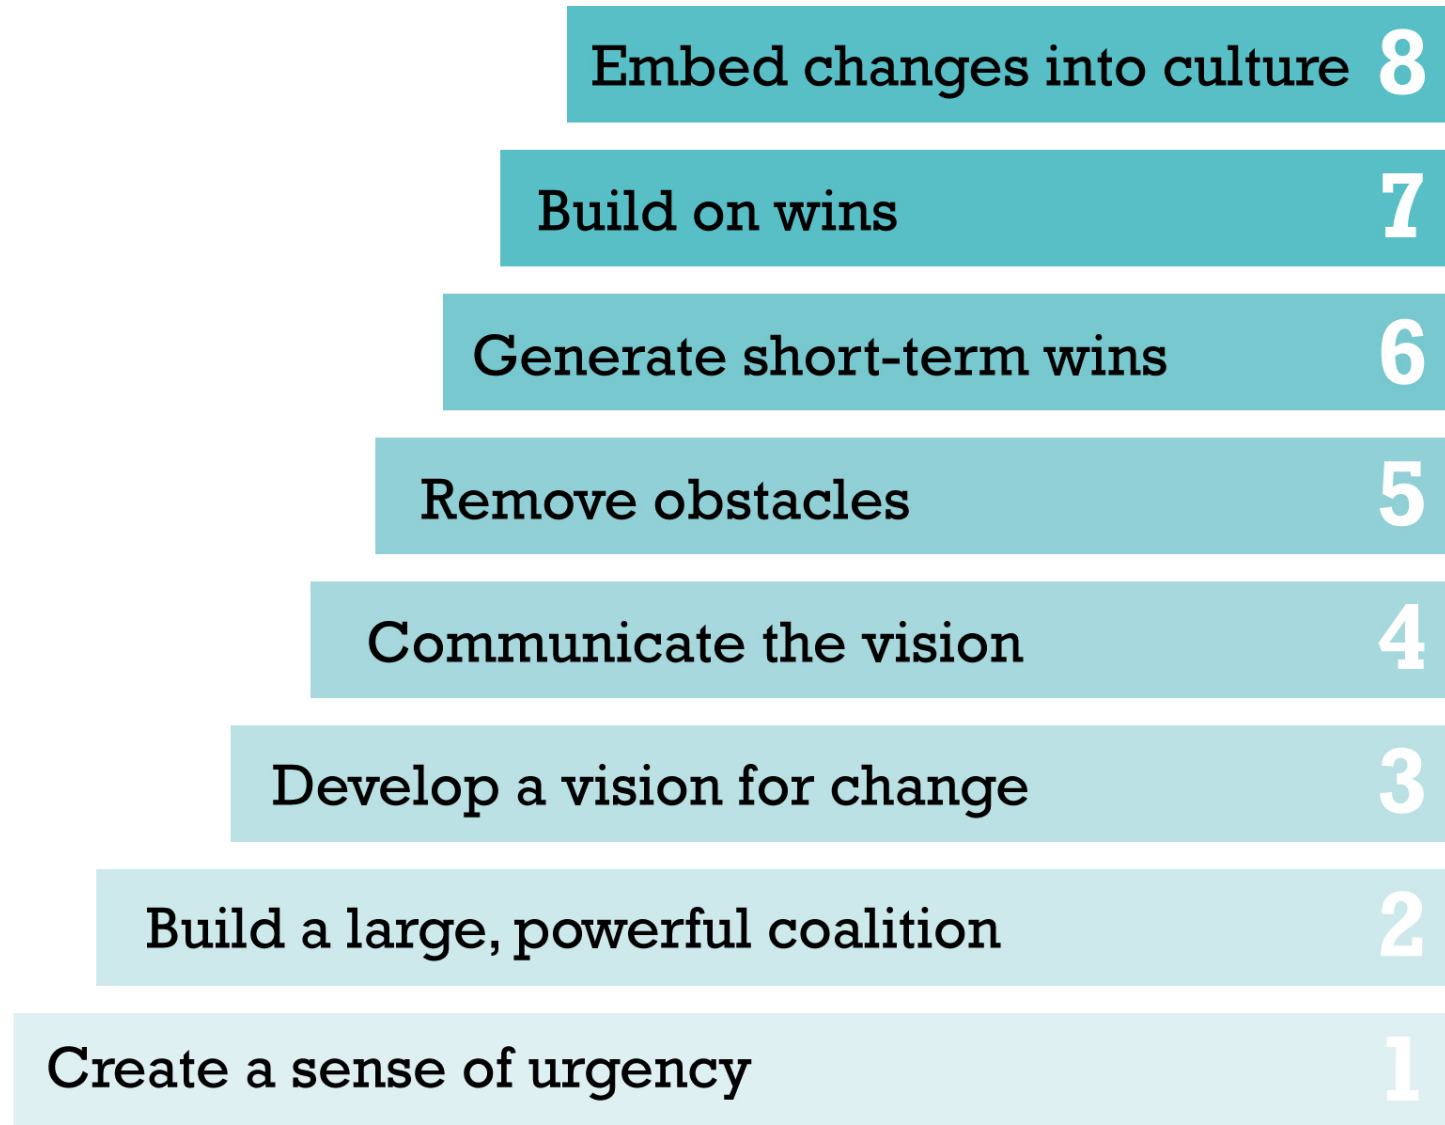 Embed changes into culture 8
Build on wins 7
Generate short-term wins 6
Remove obstacles 5
Communicate the vision 4
Develop a vision for change 3
Build a large, powerful coalition 2
Create a sense of urgency 1